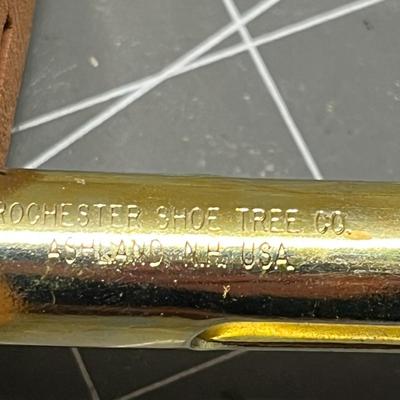 ROCHESTER SHOE TREE CO.
ASHLAND N.H. USA